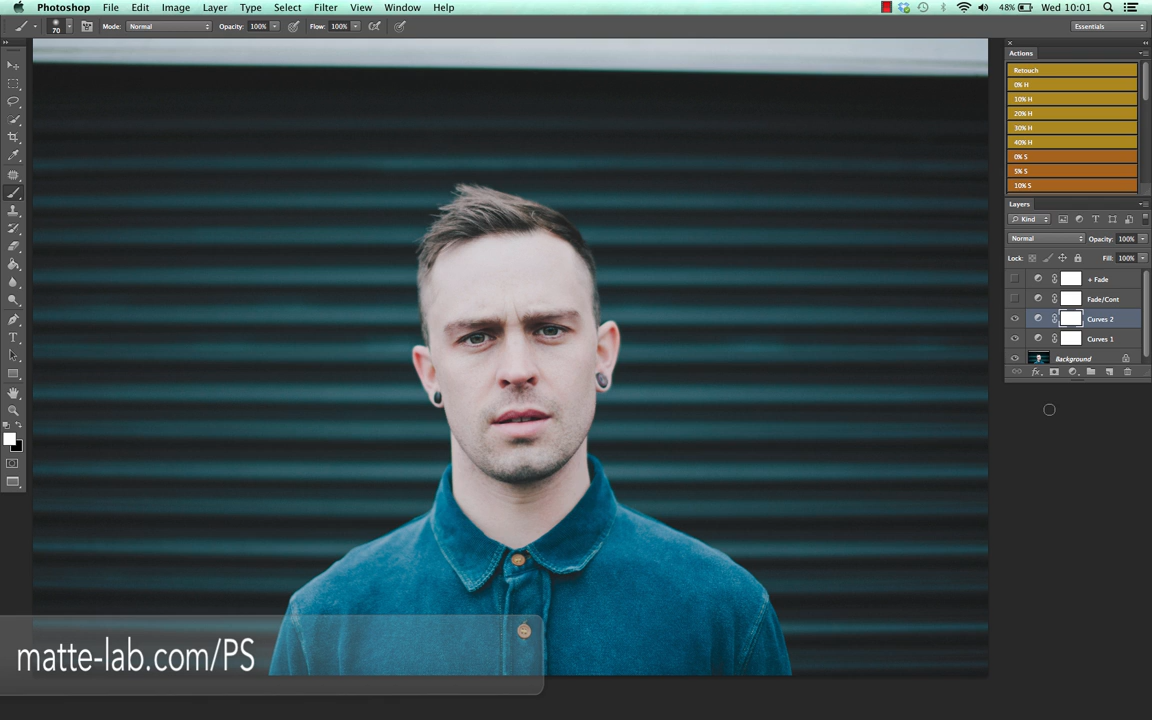 Photoshop File Edit Image Layer Type Select Filter View Window Help
48% Wed 10:01
70 Mode: Normal Opacity: 100% Flow: 100% Essentials
Actions
Retouch
0% H
10% H
20% H
30% H
40% H
0% S
5% S
10% S
Layers
Kind
Normal Opacity: 100%
Lock: Fill: 100%
+ Fade
Fade/Cont
Curves 2
Curves 1
Background
matte-lab.com/PS